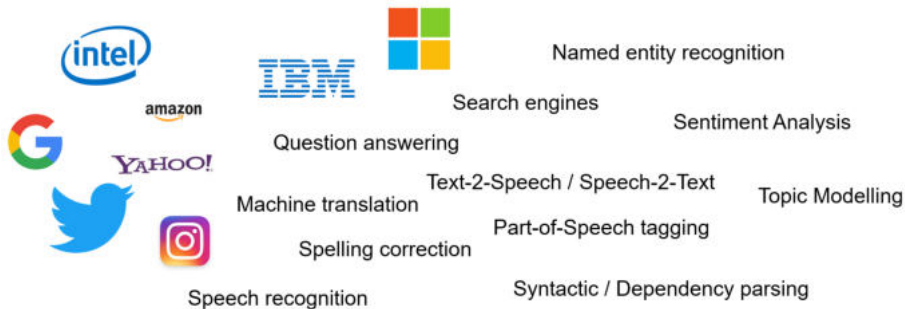 intel
IBM
Named entity recognition
amazon
Search engines
Sentiment Analysis
Question answering
YAHOO!
Text-2-Speech / Speech-2-Text
Topic Modelling
Machine translation
Part-of-Speech tagging
Spelling correction
Speech recognition
Syntactic / Dependency parsing